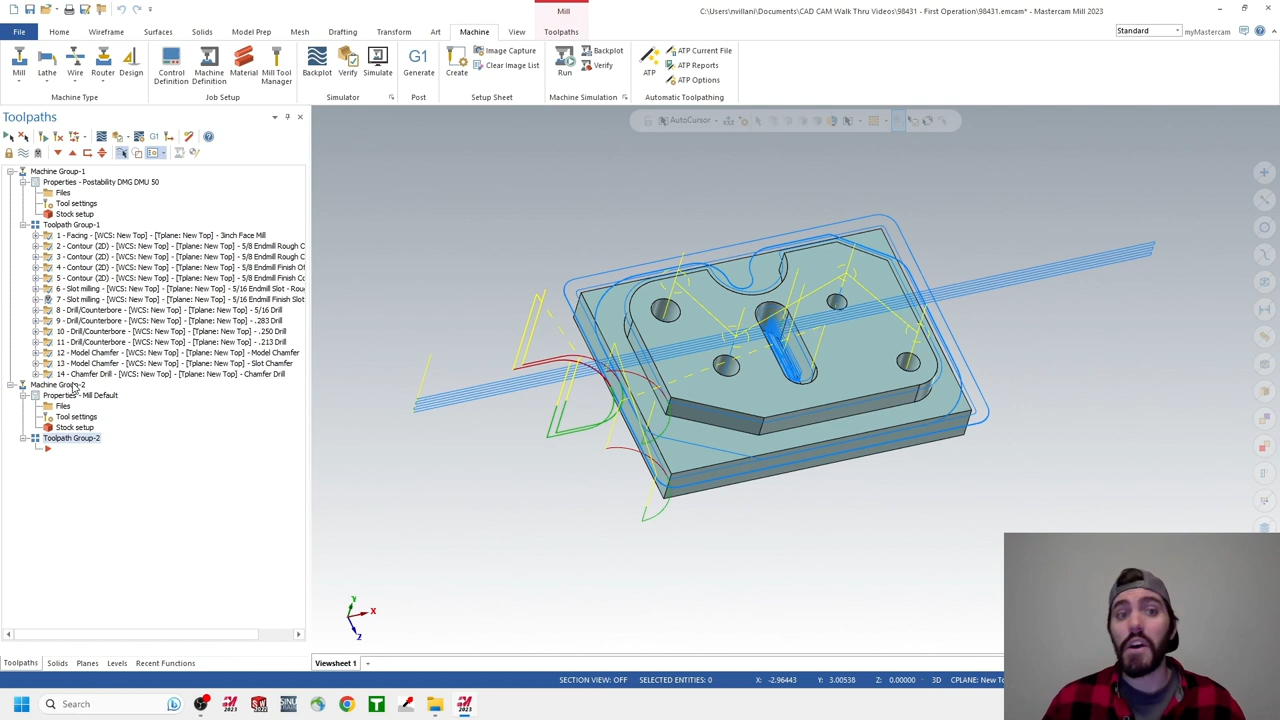 Mill
C:\Users\nvillani\Documents\CAD CAM Walk Thru Videos\98431 - First Operation\98431.emcam* - Mastercam Mill 2023
File Home Wireframe Surfaces Solids Model Prep Mesh Drafting Transform Art Machine View Toolpaths
Standard myMastercam
Mill Lathe Wire Router Design
Machine Type
Control Definition Machine Definition Material Mill Tool Manager
Job Setup
Backplot Verify Simulate
Simulator
G1 Generate
Post
Create Image Capture Clear Image List
Setup Sheet
Run Backplot Verify
Machine Simulation
ATP ATP Current File ATP Reports ATP Options
Automatic Toolpathing
Toolpaths
AutoCursor
G1
Machine Group-1
Properties - Postability DMG DMU 50
Files
Tool settings
Stock setup
Toolpath Group-1
1 - Facing - [WCS: New Top] - [Tplane: New Top] - 3inch Face Mill
2 - Contour (2D) - [WCS: New Top] - [Tplane: New Top] - 5/8 Endmill Rough C
3 - Contour (2D) - [WCS: New Top] - [Tplane: New Top] - 5/8 Endmill Rough C
4 - Contour (2D) - [WCS: New Top] - [Tplane: New Top] - 5/8 Endmill Finish Of
5 - Contour (2D) - [WCS: New Top] - [Tplane: New Top] - 5/8 Endmill Finish Co
6 - Slot milling - [WCS: New Top] - [Tplane: New Top] - 5/16 Endmill Slot - Rou
7 - Slot milling - [WCS: New Top] - [Tplane: New Top] - 5/16 Endmill Finish Slot
8 - Drill/Counterbore - [WCS: New Top] - [Tplane: New Top] - 5/16 Drill
9 - Drill/Counterbore - [WCS: New Top] - [Tplane: New Top] - .283 Drill
10 - Drill/Counterbore - [WCS: New Top] - [Tplane: New Top] - .250 Drill
11 - Drill/Counterbore - [WCS: New Top] - [Tplane: New Top] - .213 Drill
12 - Model Chamfer - [WCS: New Top] - [Tplane: New Top] - Model Chamfer
13 - Model Chamfer - [WCS: New Top] - [Tplane: New Top] - Slot Chamfer
14 - Chamfer Drill - [WCS: New Top] - [Tplane: New Top] - Chamfer Drill
Machine Group-2
Properties - Mill Default
Files
Tool settings
Stock setup
Toolpath Group-2
Y
X
Z
Toolpaths Solids Planes Levels Recent Functions
Viewsheet 1 +
SECTION VIEW: OFF SELECTED ENTITIES: 0 X: -2.96443 Y: 3.00538 Z: 0.00000 3D CPLANE: New To
Search